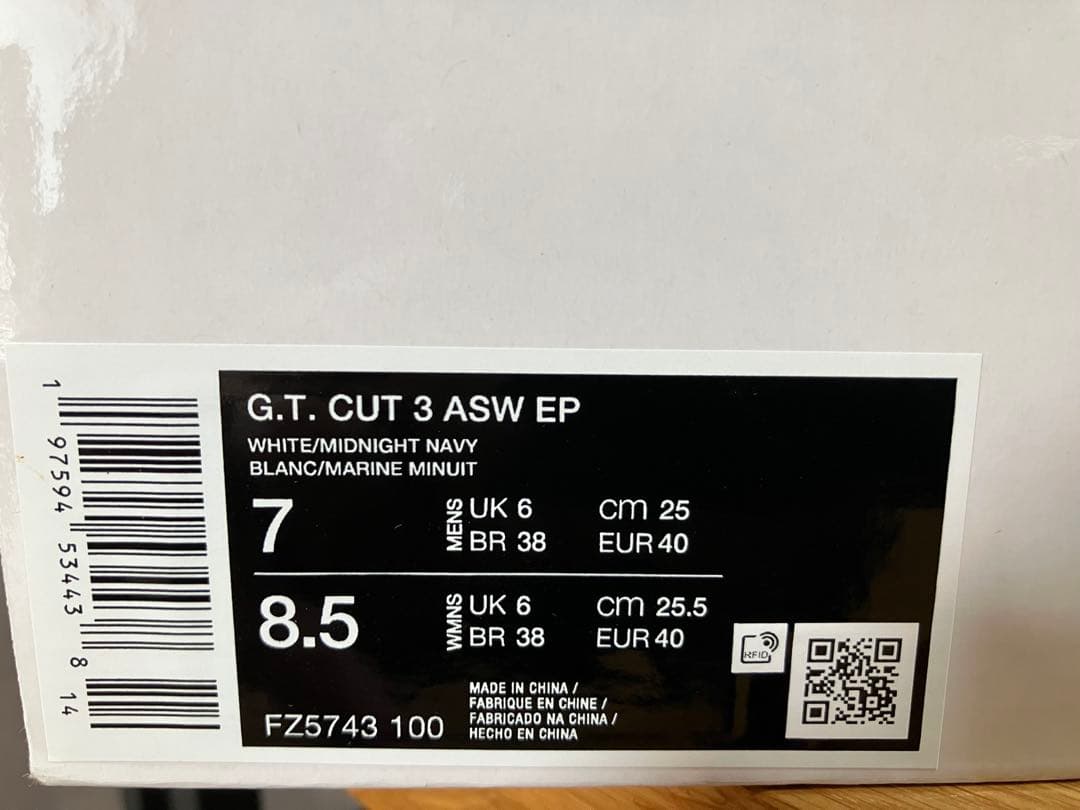 1 97594 53443 8 14
G.T. CUT 3 ASW EP
WHITE/MIDNIGHT NAVY
BLANC/MARINE MINUIT
7 MENS UK 6 cm 25
BR 38 EUR 40
8.5 WMNS UK 6 cm 25.5
BR 38 EUR 40
RFID
FZ5743 100
MADE IN CHINA /
FABRIQUE EN CHINE /
FABRICADO NA CHINA /
HECHO EN CHINA